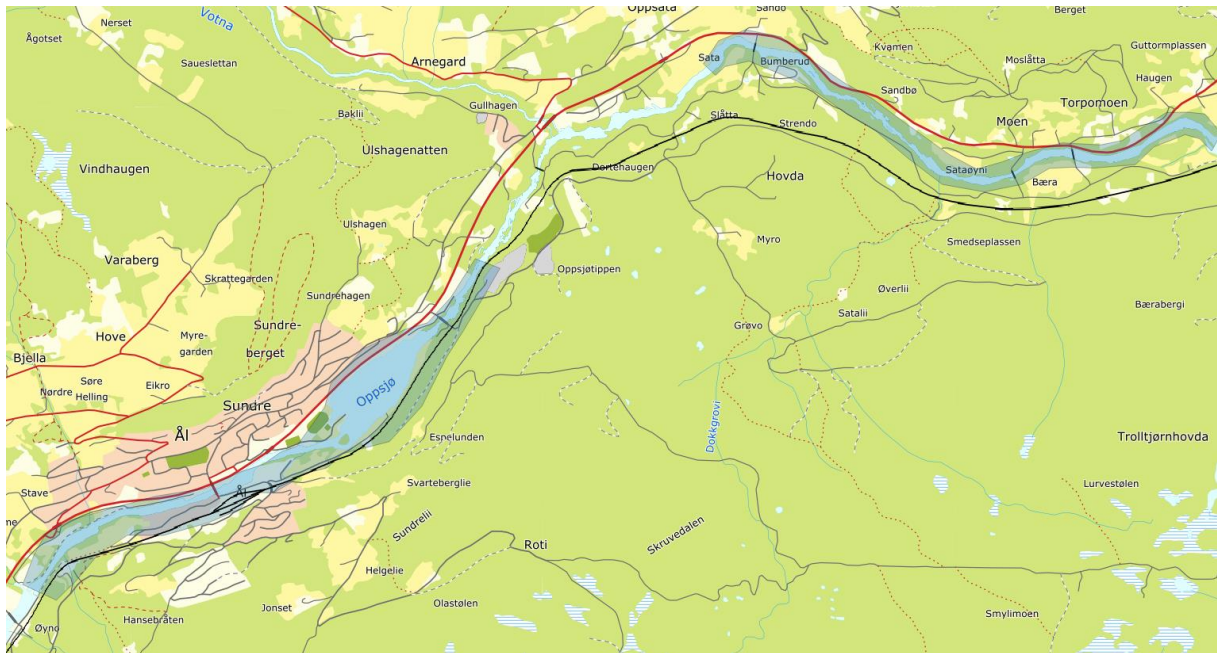 Votna
Nerset
Ågotset
Oppsata
Sando
Berget
Saueslettan
Arnegard
Sata
Bumberud
Kvamen
Moslåtta
Guttormplassen
Haugen
Gullhagen
Sandbø
Torpomoen
Baklii
Slåtta
Strendo
Moen
Ulshagenatten
Vindhaugen
Dortehaugen
Hovda
Sataøyni
Bæra
Ulshagen
Myro
Smedseplassen
Varaberg
Skrattegarden
Oppsjøtippen
Sundrehagen
Øverlii
Bærabergi
Satalii
Hove
Myre-
garden
Sundre-
berget
Grøvo
Bjella
Søre
Helling
Nørdre
Eikro
Oppsjø
Sundre
Ål
Espelunden
Dokkgrovi
Trolltjørnhovda
Stave
Ål
Svarteberglie
Lurvestølen
me
Sundrelii
Skruvedalen
Roti
Helgelie
Jonset
Olastølen
Hansebråten
Smylimoen
Øyno